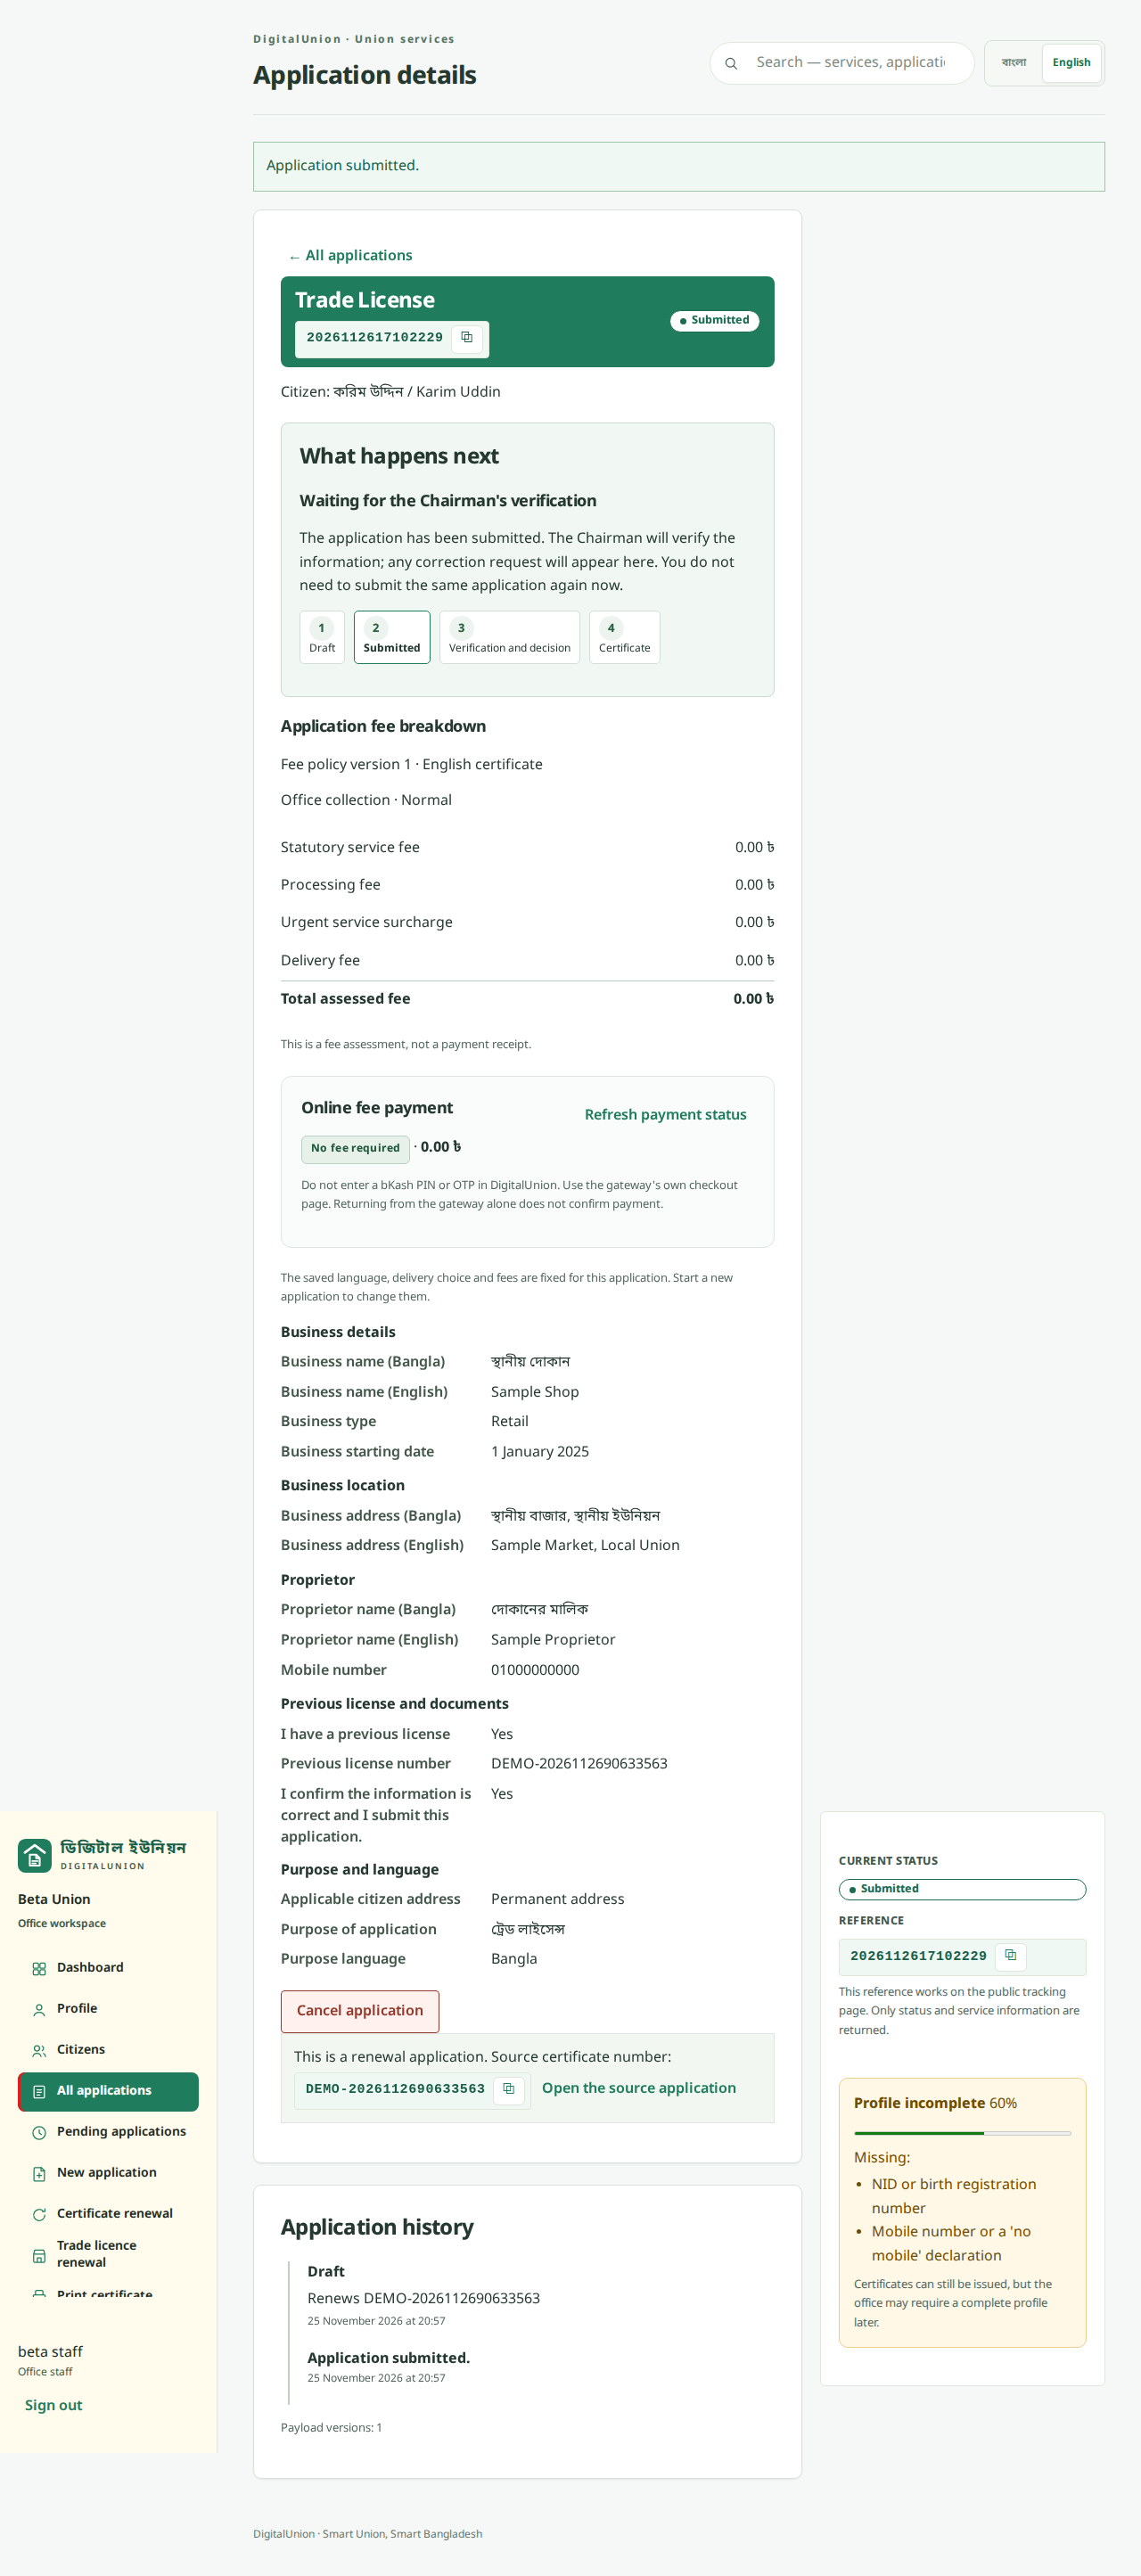 DigitalUnion · Union services
Application details
Search — services, applicati
বাংলা
English
Application submitted.
← All applications
Trade License
2026112617102229
Submitted
Citizen: করিম উদ্দিন / Karim Uddin
What happens next
Waiting for the Chairman's verification
The application has been submitted. The Chairman will verify the
information; any correction request will appear here. You do not
need to submit the same application again now.
1
Draft
2
Submitted
3
Verification and decision
4
Certificate
Application fee breakdown
Fee policy version 1 · English certificate
Office collection · Normal
Statutory service fee 0.00 ৳
Processing fee 0.00 ৳
Urgent service surcharge 0.00 ৳
Delivery fee 0.00 ৳
Total assessed fee 0.00 ৳
This is a fee assessment, not a payment receipt.
Online fee payment
Refresh payment status
No fee required · 0.00 ৳
Do not enter a bKash PIN or OTP in DigitalUnion. Use the gateway's own checkout
page. Returning from the gateway alone does not confirm payment.
The saved language, delivery choice and fees are fixed for this application. Start a new
application to change them.
Business details
Business name (Bangla) স্থানীয় দোকান
Business name (English) Sample Shop
Business type Retail
Business starting date 1 January 2025
Business location
Business address (Bangla) স্থানীয় বাজার, স্থানীয় ইউনিয়ন
Business address (English) Sample Market, Local Union
Proprietor
Proprietor name (Bangla) দোকানের মালিক
Proprietor name (English) Sample Proprietor
Mobile number 01000000000
Previous license and documents
I have a previous license Yes
Previous license number DEMO-2026112690633563
I confirm the information is Yes
correct and I submit this
application.
Purpose and language
Applicable citizen address Permanent address
Purpose of application ট্রেড লাইসেন্স
Purpose language Bangla
Cancel application
This is a renewal application. Source certificate number:
DEMO-2026112690633563
Open the source application
Application history
Draft
Renews DEMO-2026112690633563
25 November 2026 at 20:57
Application submitted.
25 November 2026 at 20:57
Payload versions: 1
DigitalUnion · Smart Union, Smart Bangladesh
ডিজিটাল ইউনিয়ন
DIGITALUNION
Beta Union
Office workspace
Dashboard
Profile
Citizens
All applications
Pending applications
New application
Certificate renewal
Trade licence
renewal
Print certificate
beta staff
Office staff
Sign out
CURRENT STATUS
Submitted
REFERENCE
2026112617102229
This reference works on the public tracking
page. Only status and service information are
returned.
Profile incomplete 60%
Missing:
• NID or birth registration
number
• Mobile number or a 'no
mobile' declaration
Certificates can still be issued, but the
office may require a complete profile
later.